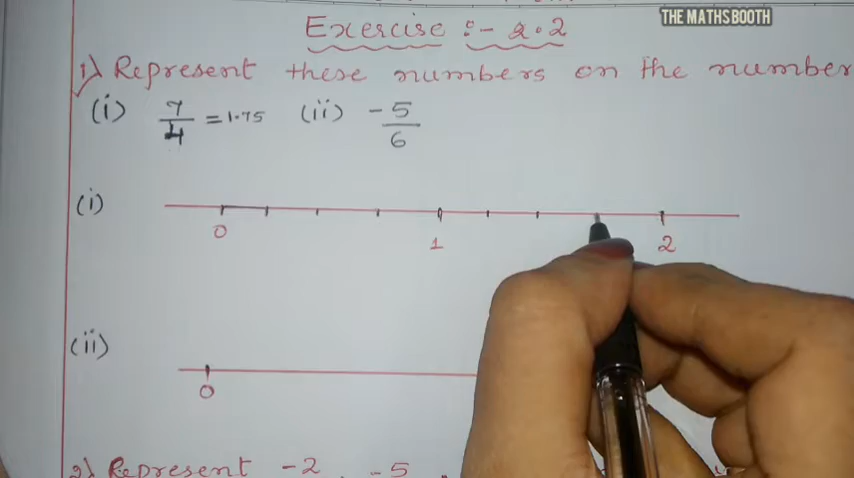 THE MATHS BOOTH
Exercise :- 2.2
1) Represent these numbers on the number
(i) 7/4 = 1.75 (ii) -5/6
(i)
0 1 2
(ii)
0
2) Represent -2 , -5